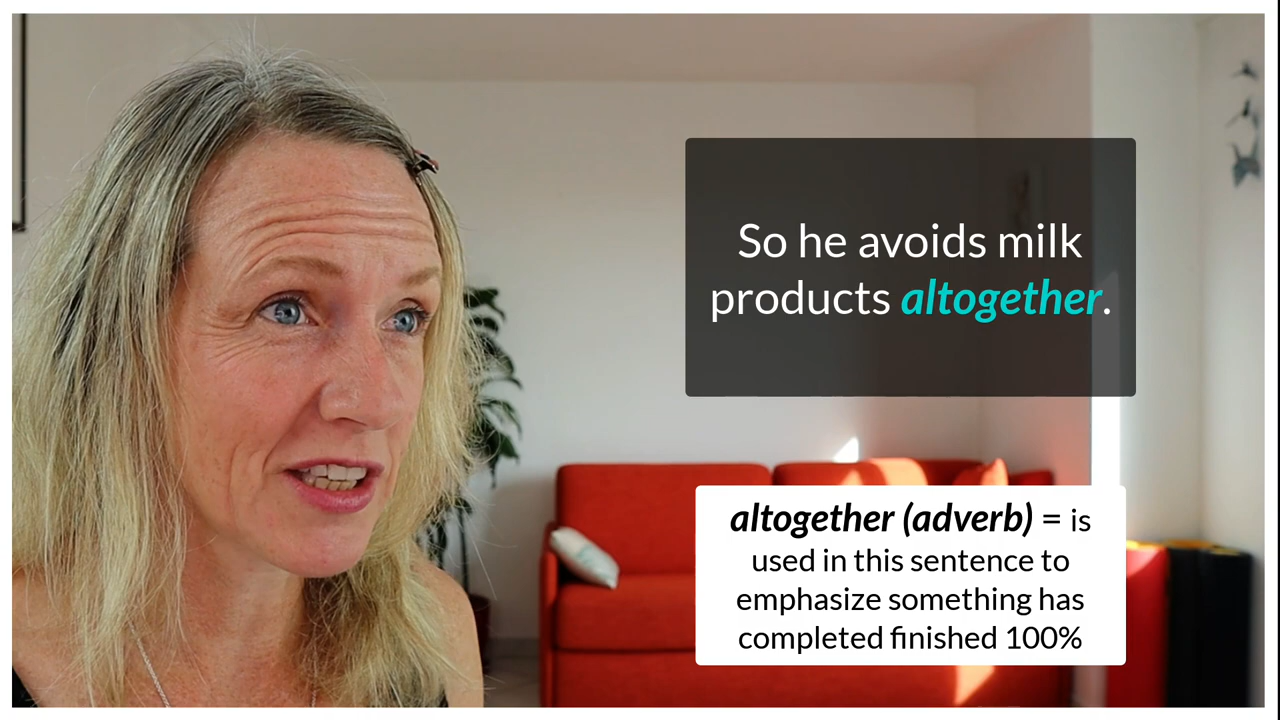 So he avoids milk
products altogether.
altogether (adverb) = is
used in this sentence to
emphasize something has
completed finished 100%